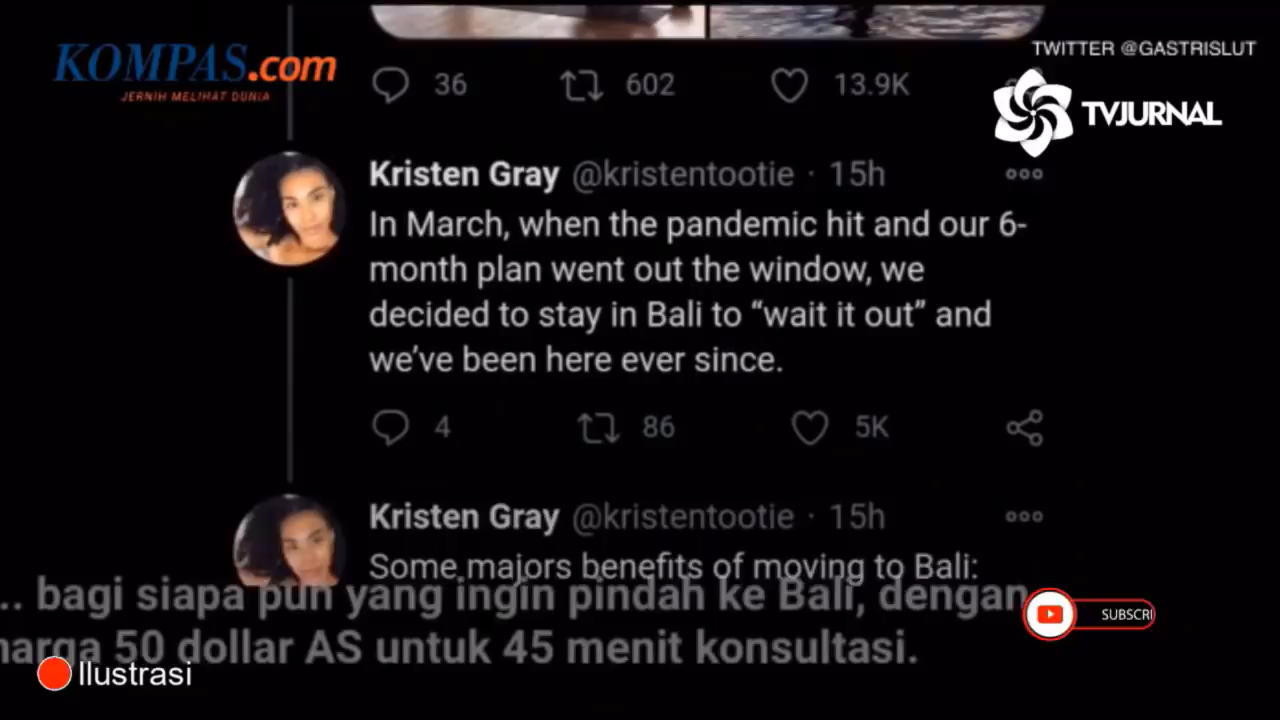 KOMPAS.com
JERNIH MELIHAT DUNIA
TWITTER @GASTRISLUT
TVJURNAL
36 602 13.9K
Kristen Gray @kristentootie · 15h
In March, when the pandemic hit and our 6-
month plan went out the window, we
decided to stay in Bali to “wait it out” and
we’ve been here ever since.
4 86 5K
Kristen Gray @kristentootie · 15h
Some majors benefits of moving to Bali:
.. bagi siapa pun yang ingin pindah ke Bali, dengan
harga 50 dollar AS untuk 45 menit konsultasi.
SUBSCRI
Ilustrasi